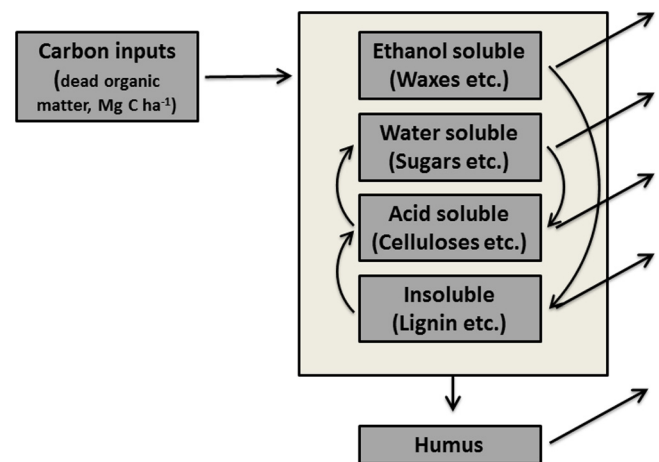 Carbon inputs
(dead organic
matter, Mg C ha⁻¹)
Ethanol soluble
(Waxes etc.)
Water soluble
(Sugars etc.)
Acid soluble
(Celluloses etc.)
Insoluble
(Lignin etc.)
Humus